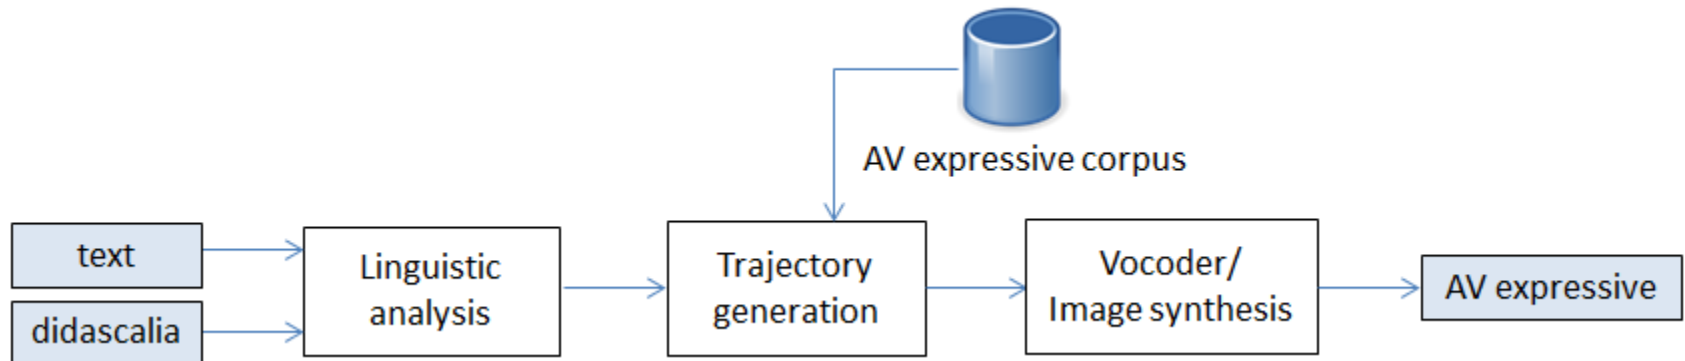 AV expressive corpus
text
didascalia
Linguistic
analysis
Trajectory
generation
Vocoder/
Image synthesis
AV expressive